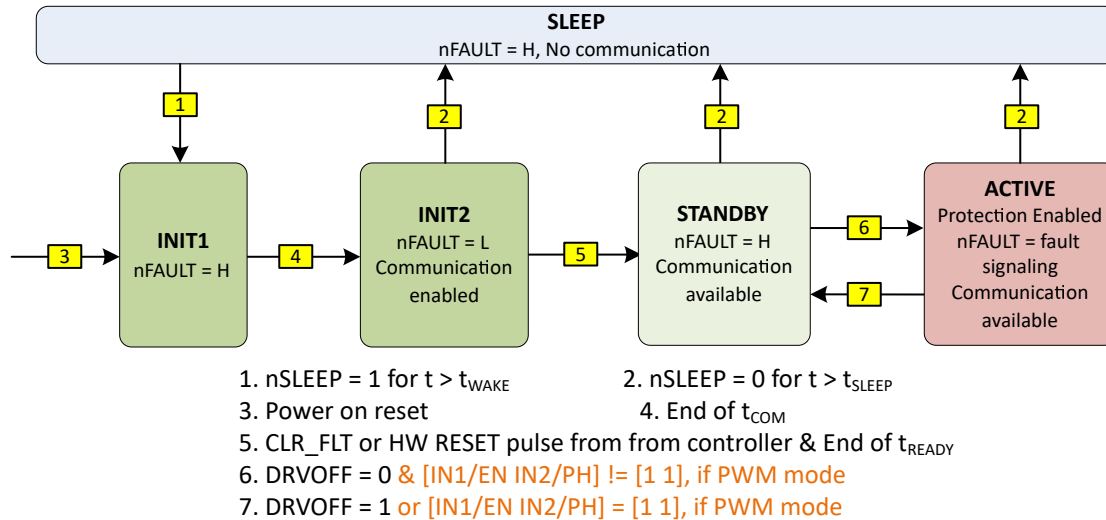 SLEEP
nFAULT = H, No communication
1
2
2
2
INIT1
nFAULT = H
INIT2
nFAULT = L
Communication
enabled
STANDBY
nFAULT = H
Communication
available
ACTIVE
Protection Enabled
nFAULT = fault
signaling
Communication
available
3
4
5
6
7
1. nSLEEP = 1 for t > tWAKE
2. nSLEEP = 0 for t > tSLEEP
3. Power on reset
4. End of tCOM
5. CLR_FLT or HW RESET pulse from from controller & End of tREADY
6. DRVOFF = 0 & [IN1/EN IN2/PH] != [1 1], if PWM mode
7. DRVOFF = 1 or [IN1/EN IN2/PH] = [1 1], if PWM mode